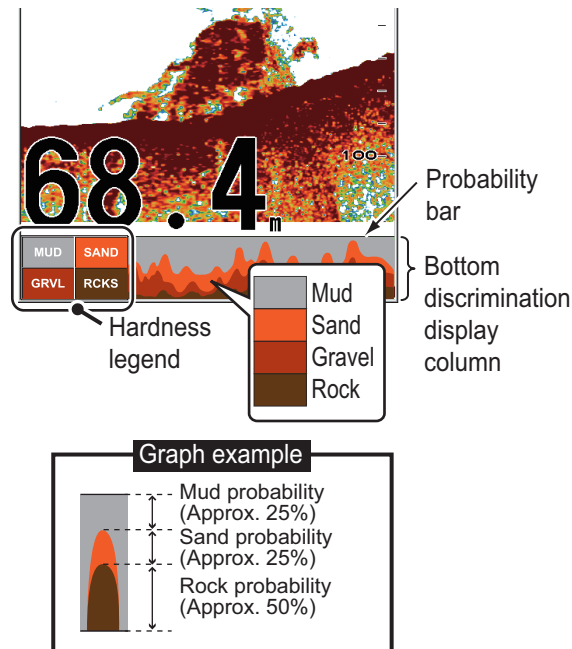 100
68.4m
Probability
bar
MUD SAND
GRVL RCKS
Hardness
legend
Mud
Sand
Gravel
Rock
Bottom
discrimination
display
column
Graph example
Mud probability
(Approx. 25%)
Sand probability
(Approx. 25%)
Rock probability
(Approx. 50%)